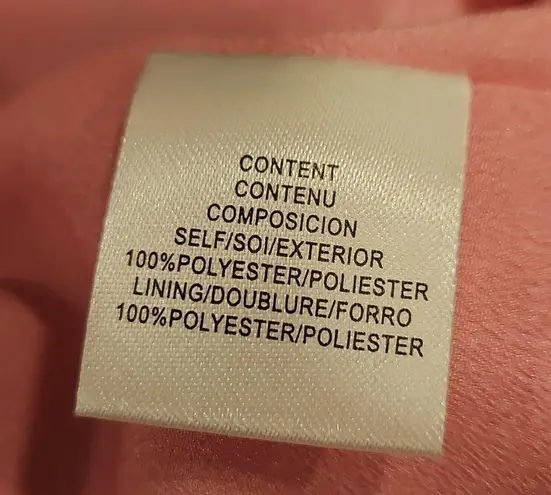 CONTENT
CONTENU
COMPOSICION
SELF/SOI/EXTERIOR
100%POLYESTER/POLIESTER
LINING/DOUBLURE/FORRO
100%POLYESTER/POLIESTER